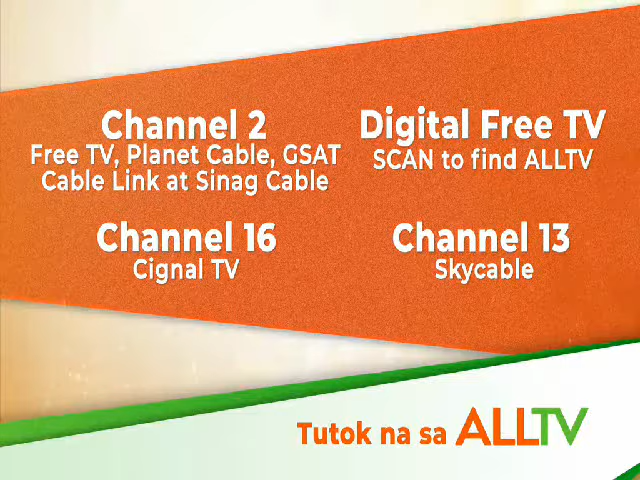 Channel 2
Free TV, Planet Cable, GSAT
Cable Link at Sinag Cable
Digital Free TV
SCAN to find ALLTV
Channel 16
Cignal TV
Channel 13
Skycable
Tutok na sa ALLTV